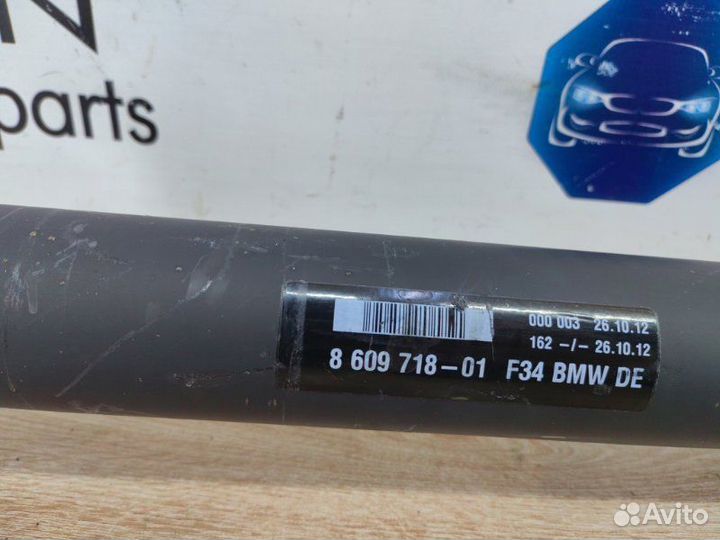 N
parts
000 003 26.10.12
162 -/- 26.10.12
8 609 718-01 F34 BMW DE
Avito